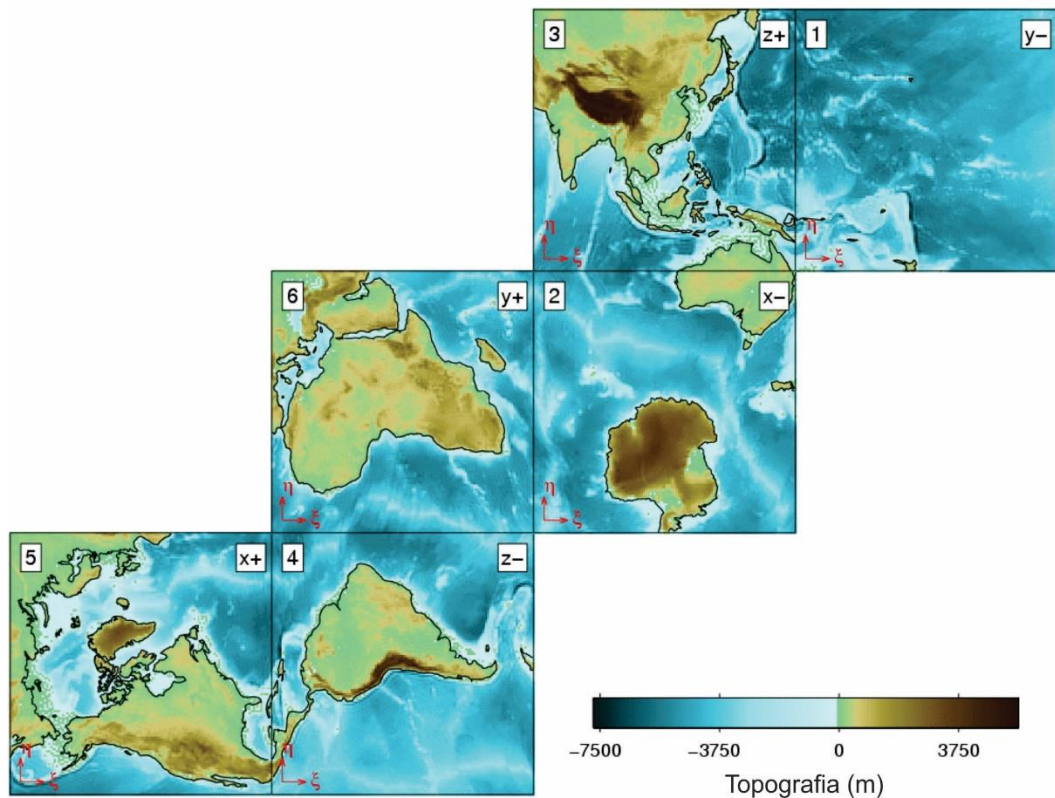 3 z+ 1 y−
η ξ η ξ
6 y+ 2 x−
η ξ η ξ
5 x+ 4 z−
η ξ η ξ
−7500 −3750 0 3750
Topografia (m)